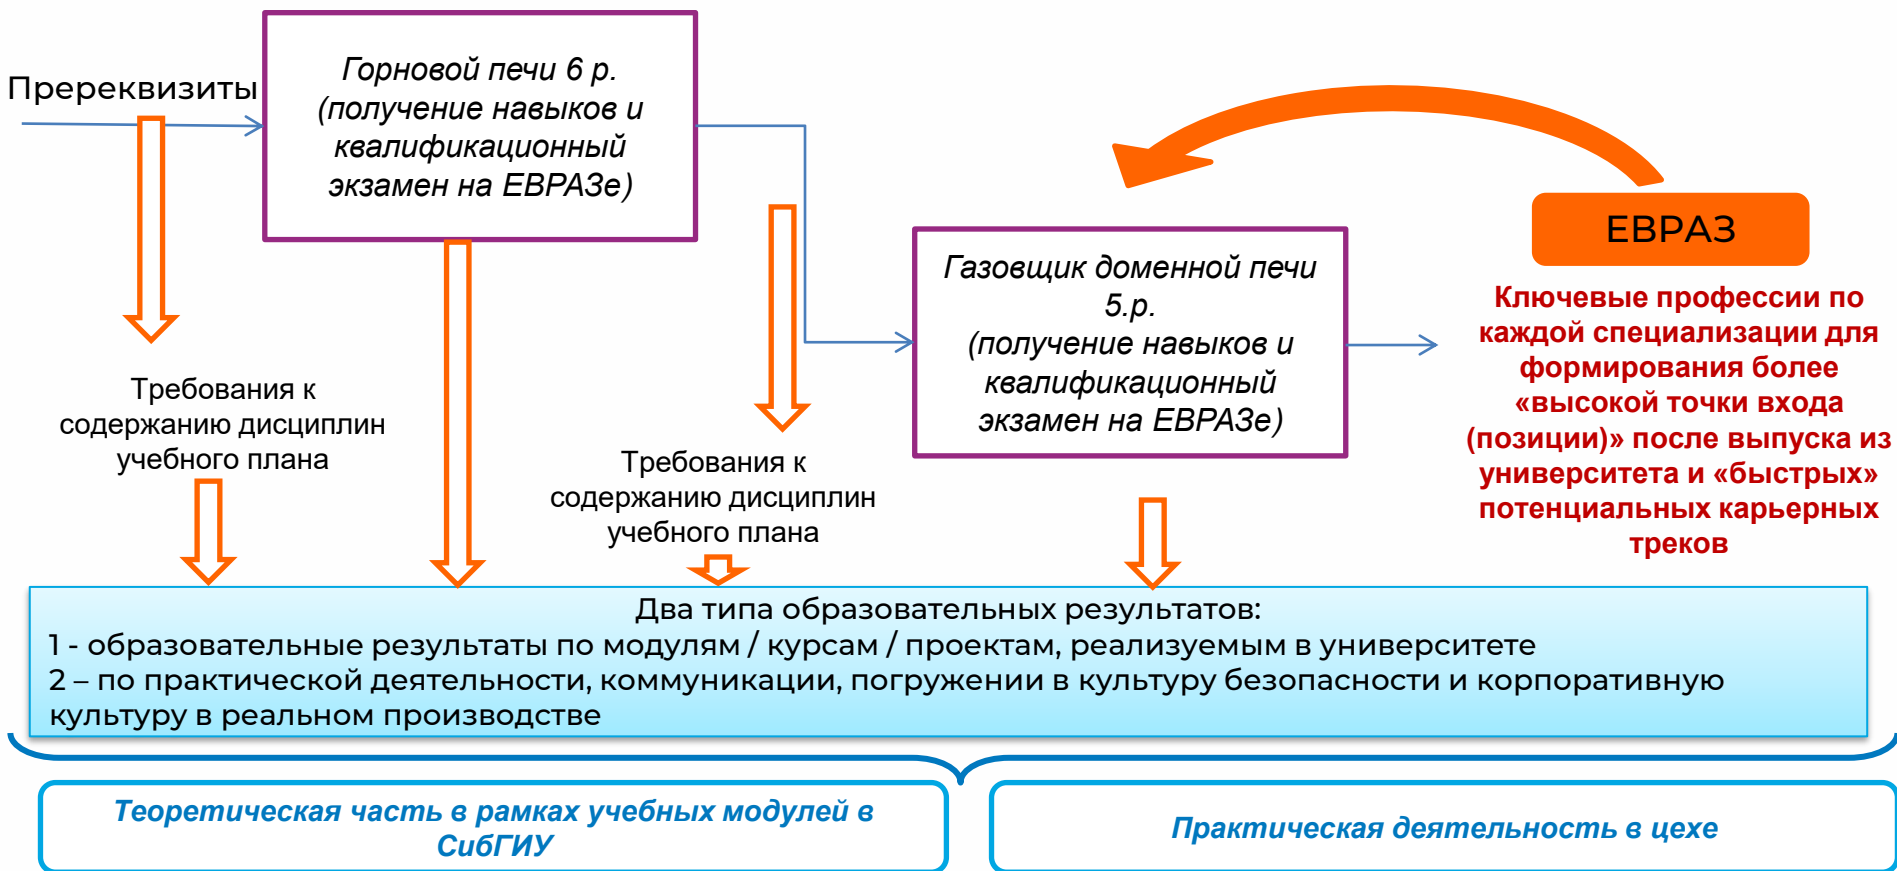 Пререквизиты
Горновой печи 6 р.
(получение навыков и
квалификационный
экзамен на ЕВРАЗе)
Требования к
содержанию дисциплин
учебного плана
Требования к
содержанию дисциплин
учебного плана
Газовщик доменной печи
5.р.
(получение навыков и
квалификационный
экзамен на ЕВРАЗе)
ЕВРАЗ
Ключевые профессии по
каждой специализации для
формирования более
«высокой точки входа
(позиции)» после выпуска из
университета и «быстрых»
потенциальных карьерных
треков
Два типа образовательных результатов:
1 - образовательные результаты по модулям / курсам / проектам, реализуемым в университете
2 – по практической деятельности, коммуникации, погружении в культуру безопасности и корпоративную
культуру в реальном производстве
Теоретическая часть в рамках учебных модулей в
СибГИУ
Практическая деятельность в цехе